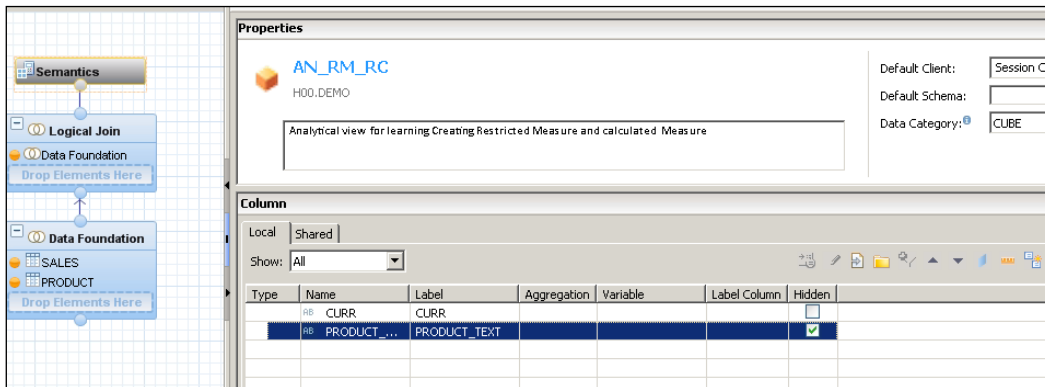 Semantics
Logical Join
Data Foundation
Drop Elements Here
Data Foundation
SALES
PRODUCT
Drop Elements Here
Properties
AN_RM_RC
H00.DEMO
Analytical view for learning Creating Restricted Measure and calculated Measure
Default Client: Session C
Default Schema:
Data Category: CUBE
Column
Local Shared
Show: All
Type Name Label Aggregation Variable Label Column Hidden
AB CURR CURR
AB PRODUCT_... PRODUCT_TEXT